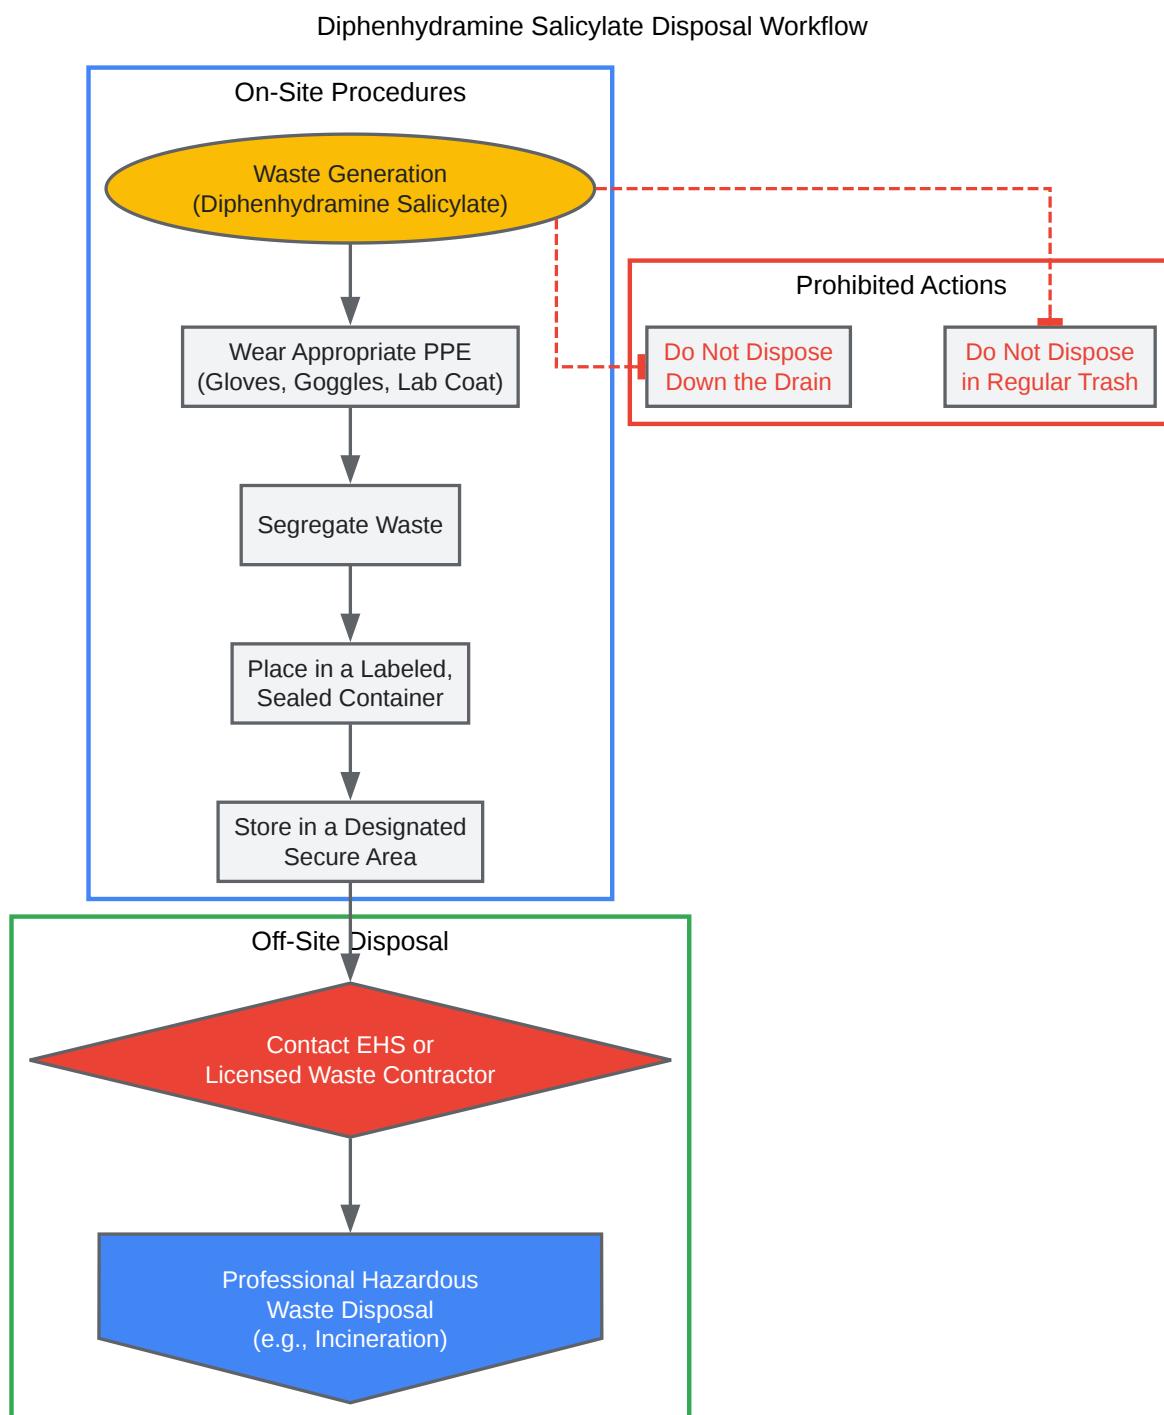 Diphenhydramine Salicylate Disposal Workflow
On-Site Procedures
Waste Generation
(Diphenhydramine Salicylate)
Prohibited Actions
Wear Appropriate PPE
(Gloves, Goggles, Lab Coat)
Do Not Dispose
Down the Drain
Do Not Dispose
in Regular Trash
Segregate Waste
Place in a Labeled,
Sealed Container
Store in a Designated
Secure Area
Off-Site Disposal
Contact EHS or
Licensed Waste Contractor
Professional Hazardous
Waste Disposal
(e.g., Incineration)